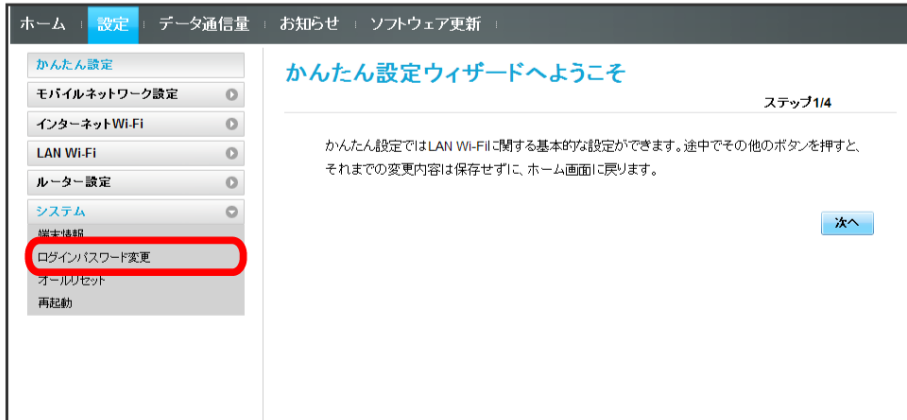 ホーム 設定 データ通信量 お知らせ ソフトウェア更新
かんたん設定
モバイルネットワーク設定
インターネットWi-Fi
LAN Wi-Fi
ルーター設定
システム
端末情報
ログインパスワード変更
オールリセット
再起動
かんたん設定ウィザードへようこそ
ステップ1/4
かんたん設定ではLAN Wi-Fiに関する基本的な設定ができます。途中でその他のボタンを押すと、
それまでの変更内容は保存せずに、ホーム画面に戻ります。
次へ